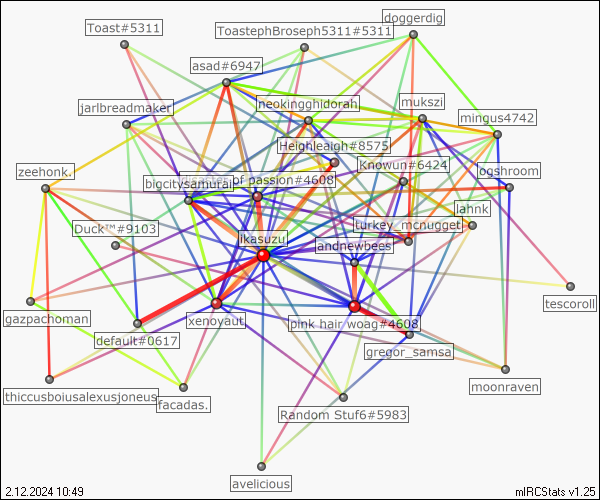 doggerdig
Toast#5311
ToastephBroseph5311#5311
asad#6947
neokingghidorah
mukszi
jarlbreadmaker
mingus4742
Heighleaigh#8575
zeehonk.
Knowun#6424
ogshroom
bigcitysamurai
disaster of passion#4608
lahnk
Duck™#9103
ikasuzu
turkey_mcnugget
andnewbees
tescoroll
gazpachoman
xenoyaut
pink hair woag#4608
default#0617
gregor_samsa
thiccusboiusalexusjoneus
facadas.
moonraven
Random Stuf6#5983
avelicious
2.12.2024 10:49
mIRCStats v1.25